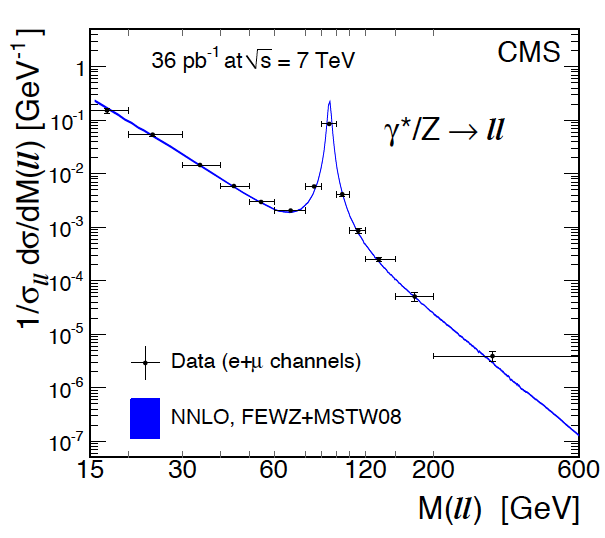 CMS
36 pb⁻¹ at √s = 7 TeV
γ*/Z → ll
1/σ_ll dσ/dM(ll) [GeV⁻¹]
1
10⁻¹
10⁻²
10⁻³
10⁻⁴
10⁻⁵
10⁻⁶
10⁻⁷
Data (e+μ channels)
NNLO, FEWZ+MSTW08
15 30 60 120 200 600
M(ll) [GeV]